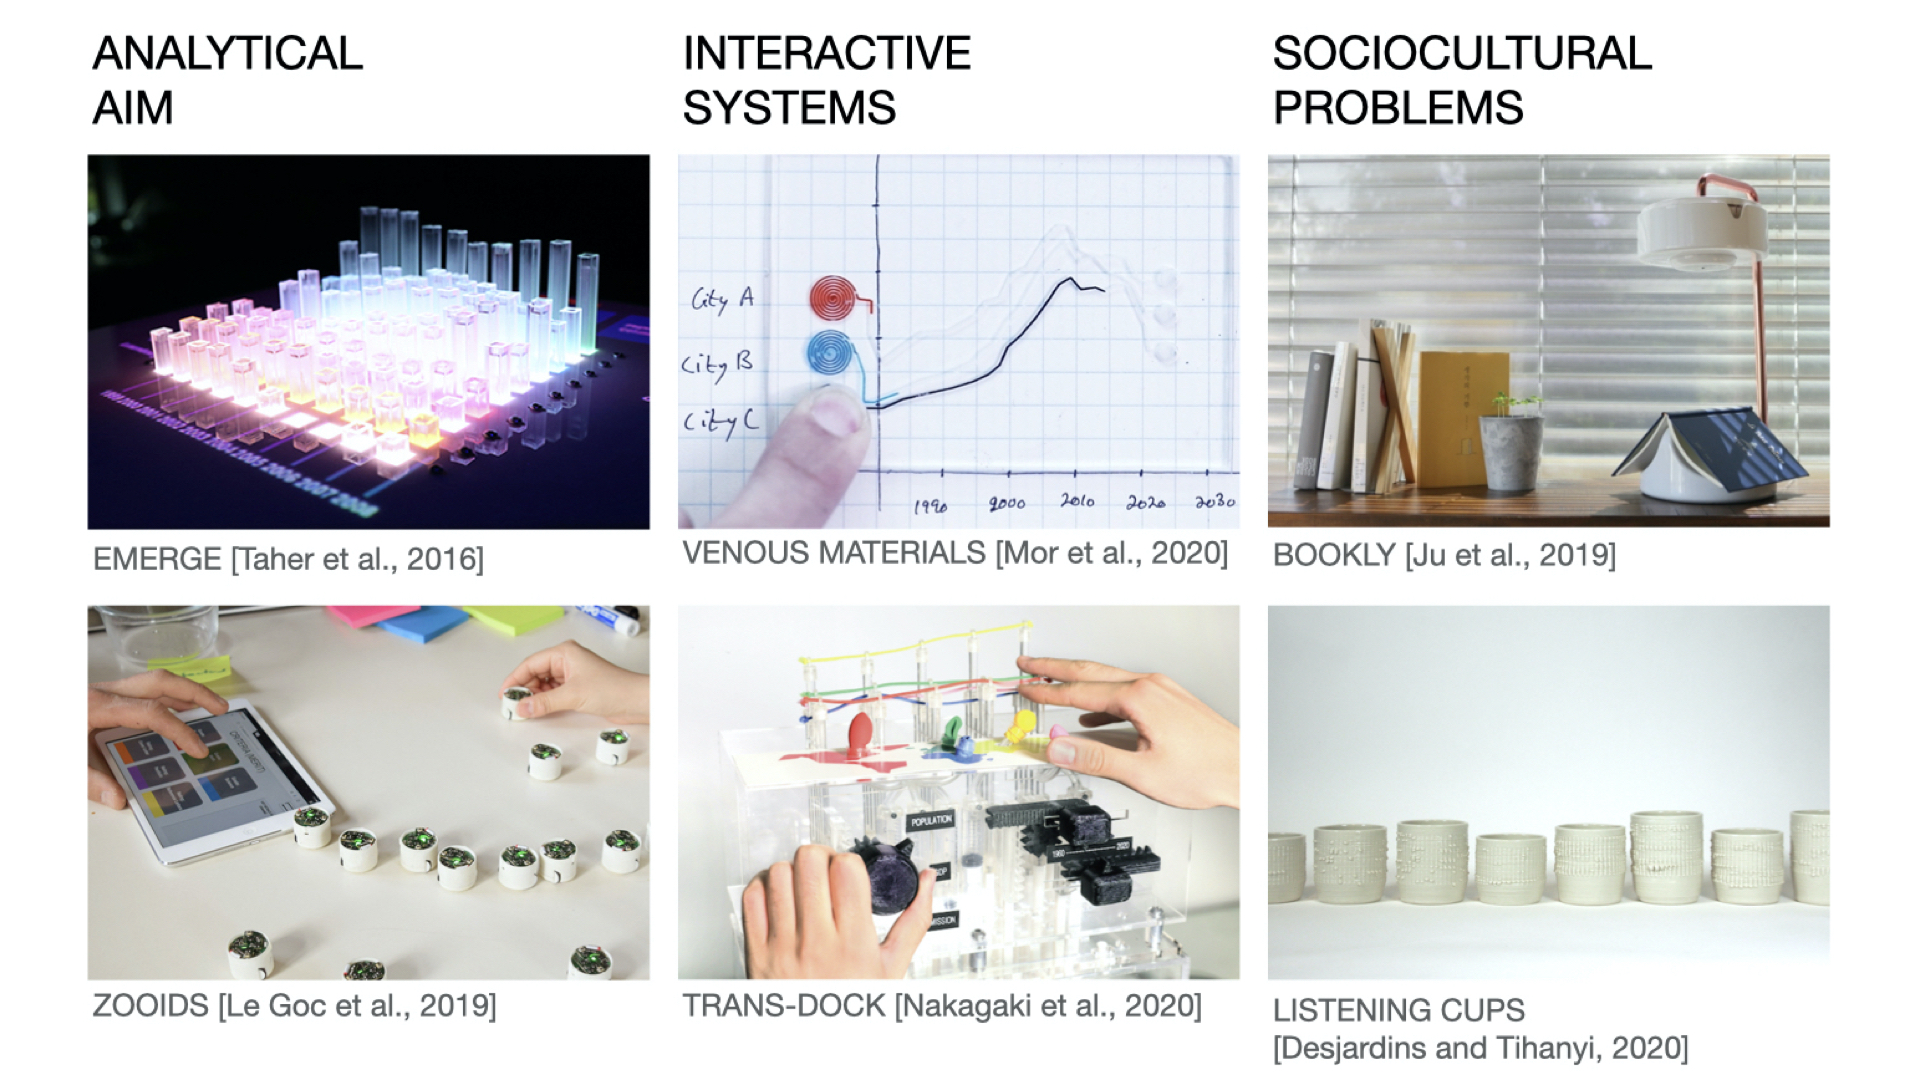 ANALYTICAL
AIM
INTERACTIVE
SYSTEMS
SOCIOCULTURAL
PROBLEMS
City A
City B
City C
1990 2000 2010 2020 2030
EMERGE [Taher et al., 2016]
VENOUS MATERIALS [Mor et al., 2020]
BOOKLY [Ju et al., 2019]
POPULATION
1960 2020
ZOOIDS [Le Goc et al., 2019]
TRANS-DOCK [Nakagaki et al., 2020]
LISTENING CUPS
[Desjardins and Tihanyi, 2020]